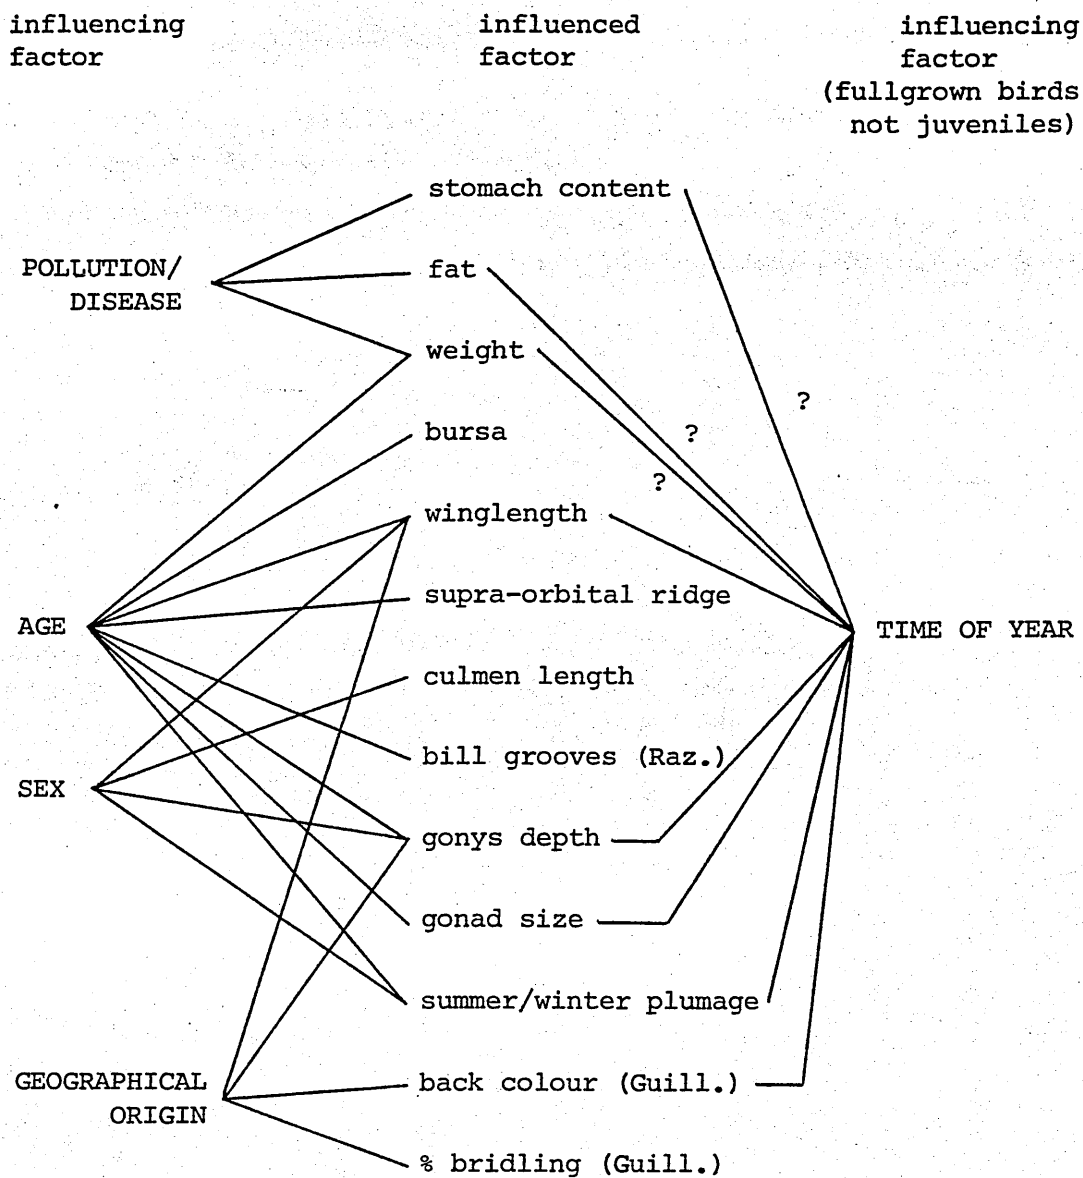 influencing
factor
influenced
factor
influencing
factor
(fullgrown birds
not juveniles)
stomach content
POLLUTION/
DISEASE
fat
weight
?
?
?
bursa
winglength
supra-orbital ridge
AGE
TIME OF YEAR
culmen length
bill grooves (Raz.)
SEX
gonys depth
gonad size
summer/winter plumage
GEOGRAPHICAL
ORIGIN
back colour (Guill.)
% bridling (Guill.)